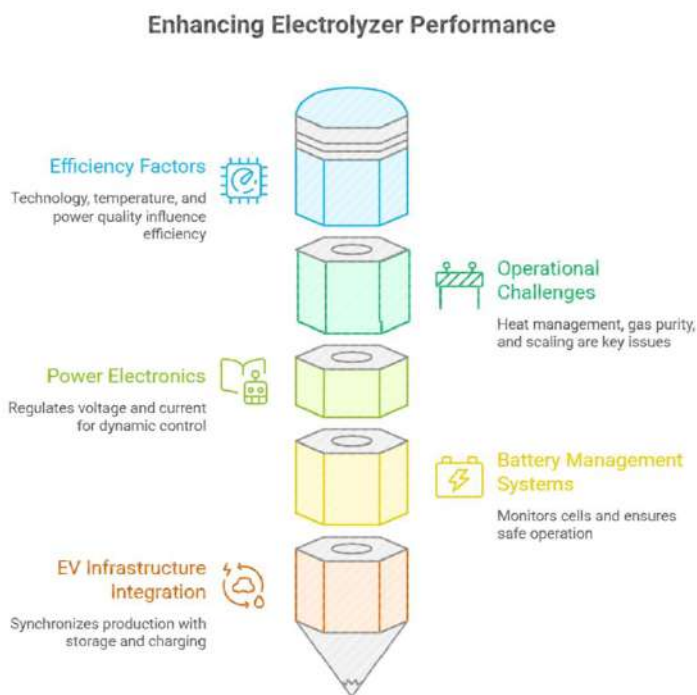 Enhancing Electrolyzer Performance
Efficiency Factors
Technology, temperature, and
power quality influence
efficiency
Operational
Challenges
Heat management, gas purity,
and scaling are key issues
Power Electronics
Regulates voltage and current
for dynamic control
Battery Management
Systems
Monitors cells and ensures
safe operation
EV Infrastructure
Integration
Synchronizes production with
storage and charging